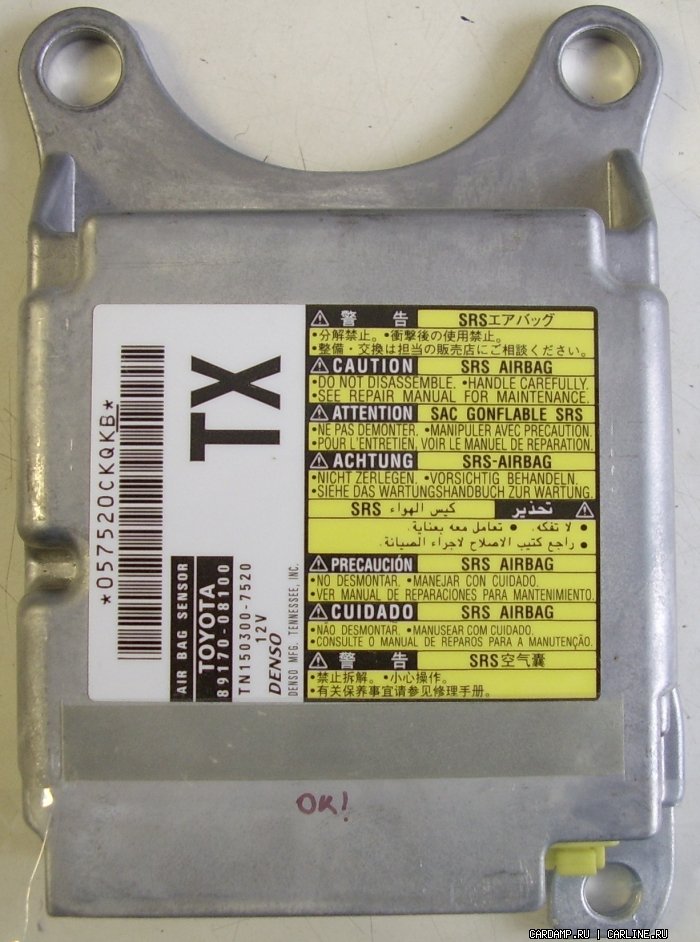 *057520CKQKB*
TX
AIR BAG SENSOR
TOYOTA
89170-08100
TN150300-7520
12V
DENSO
DENSO MFG. TENNESSEE, INC.
⚠ 警 告 SRSエアバッグ
•分解禁止。 •衝撃後の使用禁止。
•整備・交換は担当の販売店にご相談ください。
⚠ CAUTION SRS AIRBAG
•DO NOT DISASSEMBLE. •HANDLE CAREFULLY.
•SEE REPAIR MANUAL FOR MAINTENANCE.
⚠ ATTENTION SAC GONFLABLE SRS
•NE PAS DEMONTER. •MANIPULER AVEC PRECAUTION.
•POUR L'ENTRETIEN, VOIR LE MANUEL DE REPARATION.
⚠ ACHTUNG SRS-AIRBAG
•NICHT ZERLEGEN. •VORSICHTIG BEHANDELN.
•SIEHE DAS WARTUNGSHANDBUCH ZUR WARTUNG.
⚠ تحذير كيس الهواء SRS
• لا تفكه. • تعامل معه بعناية.
• راجع كتيب الاصلاح لاجراء الصيانة.
⚠ PRECAUCIÓN SRS AIRBAG
•NO DESMONTAR. •MANEJAR CON CUIDADO.
•VER MANUAL DE REPARACIONES PARA MANTENIMIENTO.
⚠ CUIDADO SRS AIRBAG
•NÃO DESMONTAR. •MANUSEAR COM CUIDADO.
•CONSULTE O MANUAL DE REPAROS PARA A MANUTENÇÃO.
⚠ 警 告 SRS空气囊
•禁止拆解。 •小心操作。
•有关保养事宜请参见修理手册。
OK!
CARDAMP.RU | CARLINE.RU